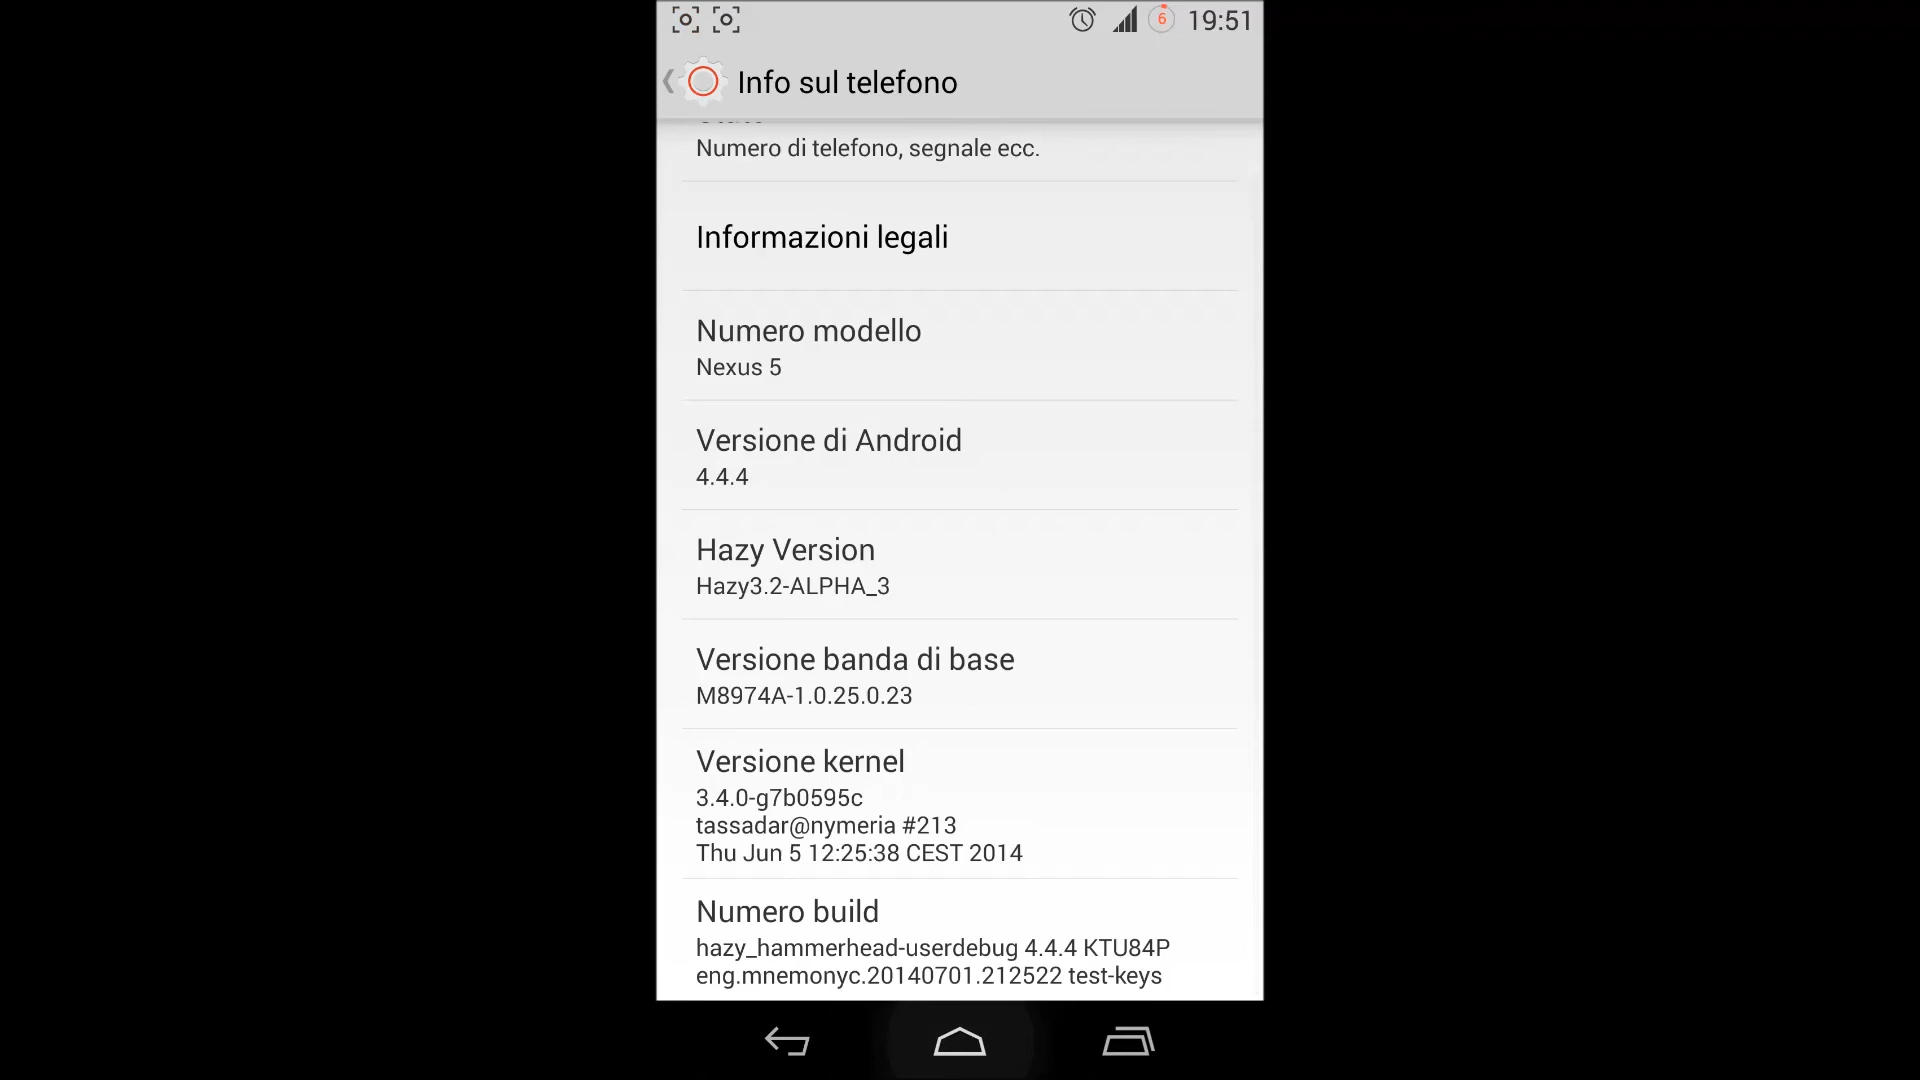 6 19:51
Info sul telefono
Numero di telefono, segnale ecc.
Informazioni legali
Numero modello
Nexus 5
Versione di Android
4.4.4
Hazy Version
Hazy3.2-ALPHA_3
Versione banda di base
M8974A-1.0.25.0.23
Versione kernel
3.4.0-g7b0595c
tassadar@nymeria #213
Thu Jun 5 12:25:38 CEST 2014
Numero build
hazy_hammerhead-userdebug 4.4.4 KTU84P
eng.mnemonyc.20140701.212522 test-keys